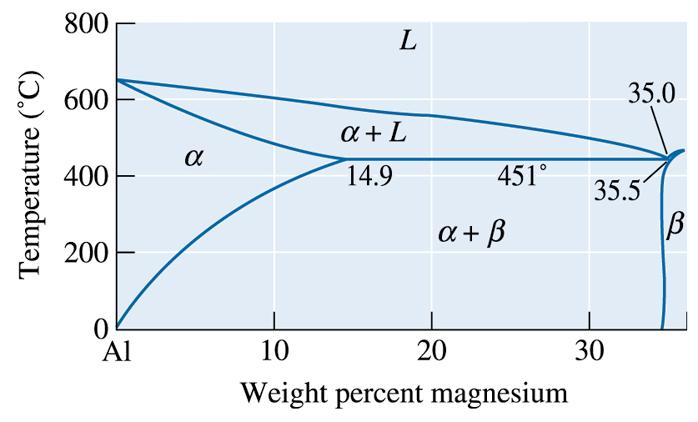 800
L
600
35.0
α + L
α
400
14.9
451°
35.5
α + β
β
200
0
Al
10
20
30
Temperature (°C)
Weight percent magnesium